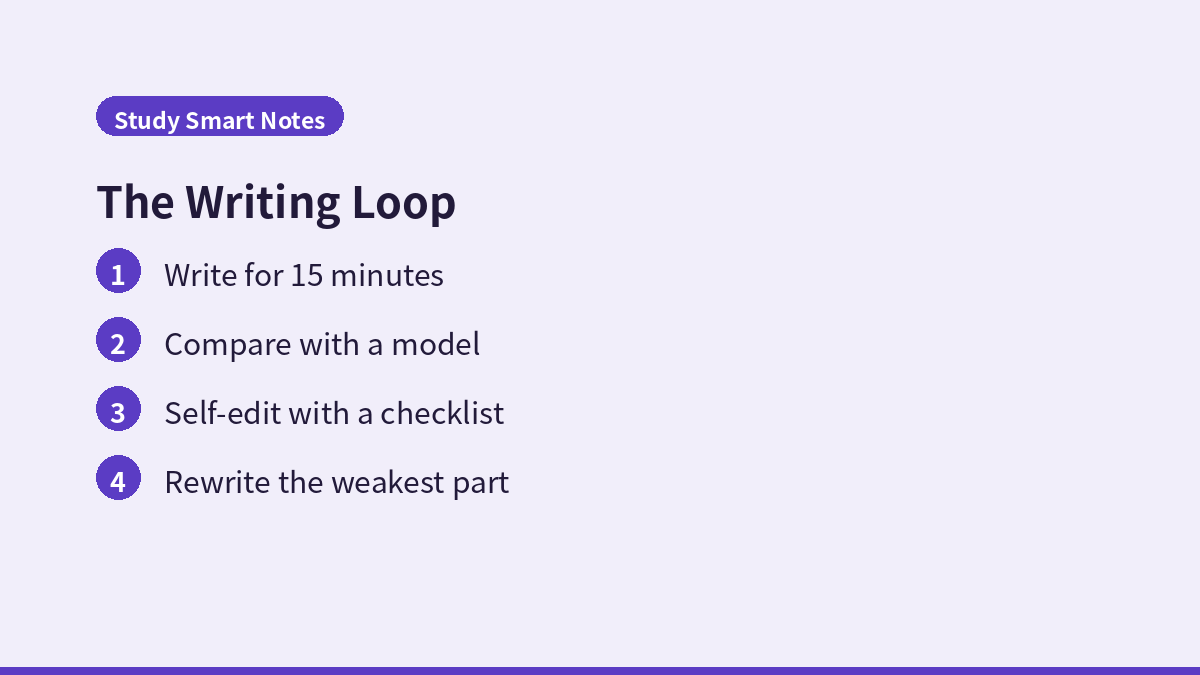 Study Smart Notes
The Writing Loop
1 Write for 15 minutes
2 Compare with a model
3 Self-edit with a checklist
4 Rewrite the weakest part